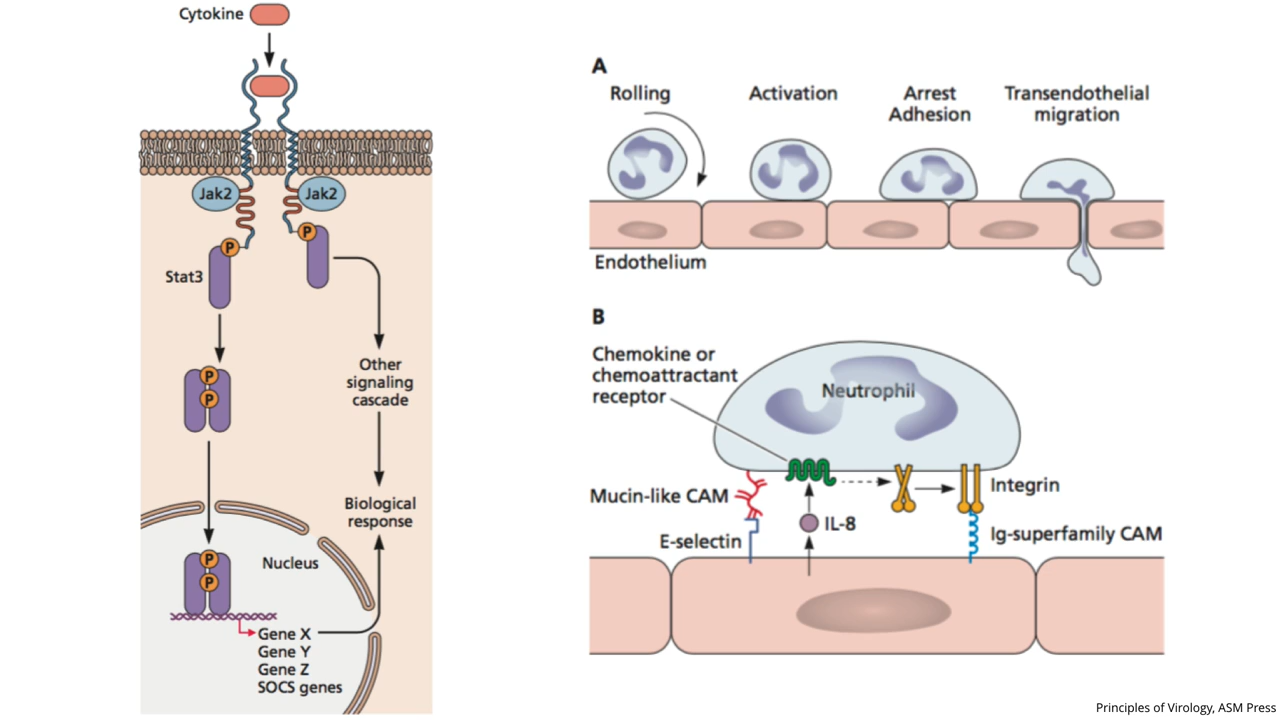 Cytokine
Jak2
Jak2
P
P
Stat3
P
P
Other
signaling
cascade
Biological
response
P
P
Nucleus
Gene X
Gene Y
Gene Z
SOCS genes
A
Rolling
Activation
Arrest
Adhesion
Transendothelial
migration
Endothelium
B
Chemokine or
chemoattractant
receptor
Neutrophil
Mucin-like CAM
Integrin
IL-8
E-selectin
Ig-superfamily CAM
Principles of Virology, ASM Press